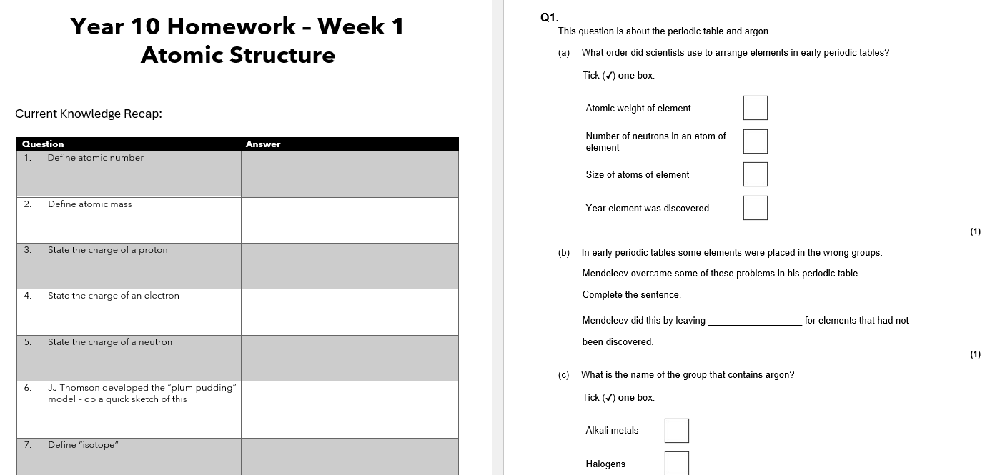 Year 10 Homework – Week 1
Atomic Structure
Current Knowledge Recap:
Question Answer
1. Define atomic number
2. Define atomic mass
3. State the charge of a proton
4. State the charge of an electron
5. State the charge of a neutron
6. JJ Thomson developed the “plum pudding”
model – do a quick sketch of this
7. Define “isotope”
Q1.
This question is about the periodic table and argon.
(a) What order did scientists use to arrange elements in early periodic tables?
Tick (✓) one box.
Atomic weight of element
Number of neutrons in an atom of
element
Size of atoms of element
Year element was discovered
(1)
(b) In early periodic tables some elements were placed in the wrong groups.
Mendeleev overcame some of these problems in his periodic table.
Complete the sentence.
Mendeleev did this by leaving ___________________ for elements that had not
been discovered.
(1)
(c) What is the name of the group that contains argon?
Tick (✓) one box.
Alkali metals
Halogens